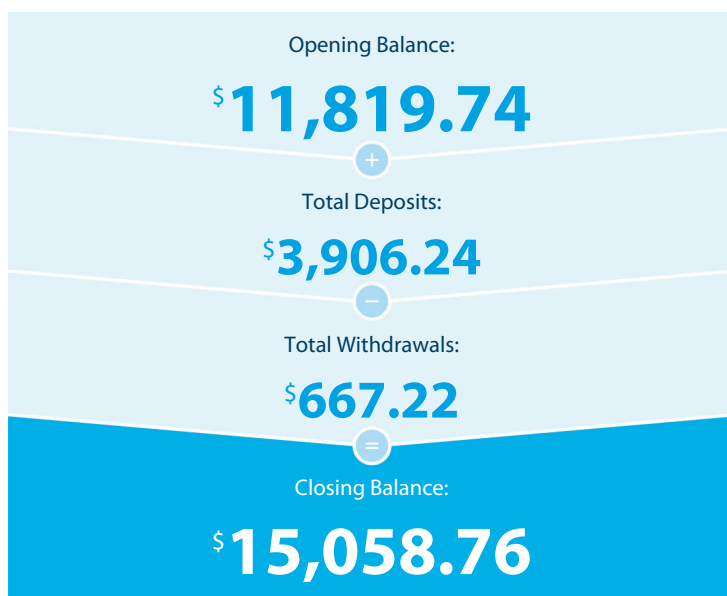 Opening Balance:
$11,819.74
+
Total Deposits:
$3,906.24
−
Total Withdrawals:
$667.22
=
Closing Balance:
$15,058.76